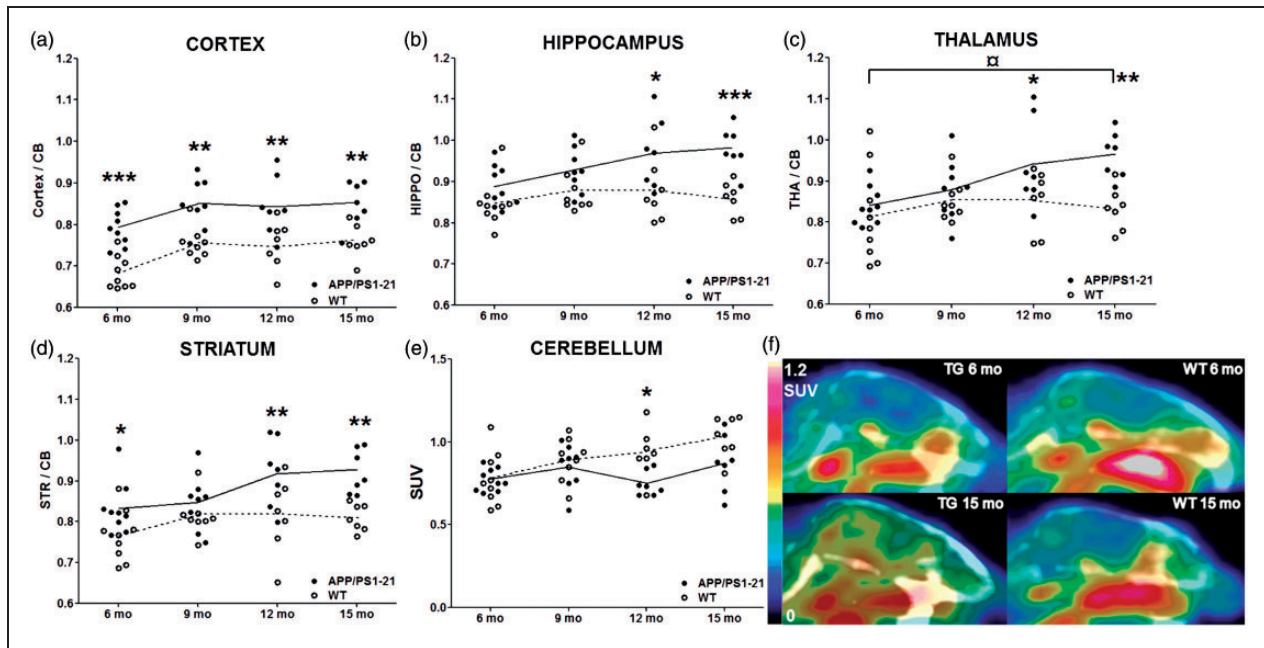 (a) CORTEX
1.2
1.1
1.0
0.9
0.8
0.7
0.6
Cortex / CB
***
**
**
**
APP/PS1-21
WT
6 mo 9 mo 12 mo 15 mo
(b) HIPPOCAMPUS
1.2
1.1
1.0
0.9
0.8
0.7
0.6
HIPPO / CB
*
***
APP/PS1-21
WT
6 mo 9 mo 12 mo 15 mo
(c) THALAMUS
1.2
1.1
1.0
0.9
0.8
0.7
0.6
THA / CB
¤
*
**
APP/PS1-21
WT
6 mo 9 mo 12 mo 15 mo
(d) STRIATUM
1.2
1.1
1.0
0.9
0.8
0.7
0.6
STR / CB
*
**
**
APP/PS1-21
WT
6 mo 9 mo 12 mo 15 mo
(e) CEREBELLUM
1.5
1.0
0.5
0.0
SUV
*
APP/PS1-21
WT
6 mo 9 mo 12 mo 15 mo
(f)
1.2
SUV
0
TG 6 mo
WT 6 mo
TG 15 mo
WT 15 mo